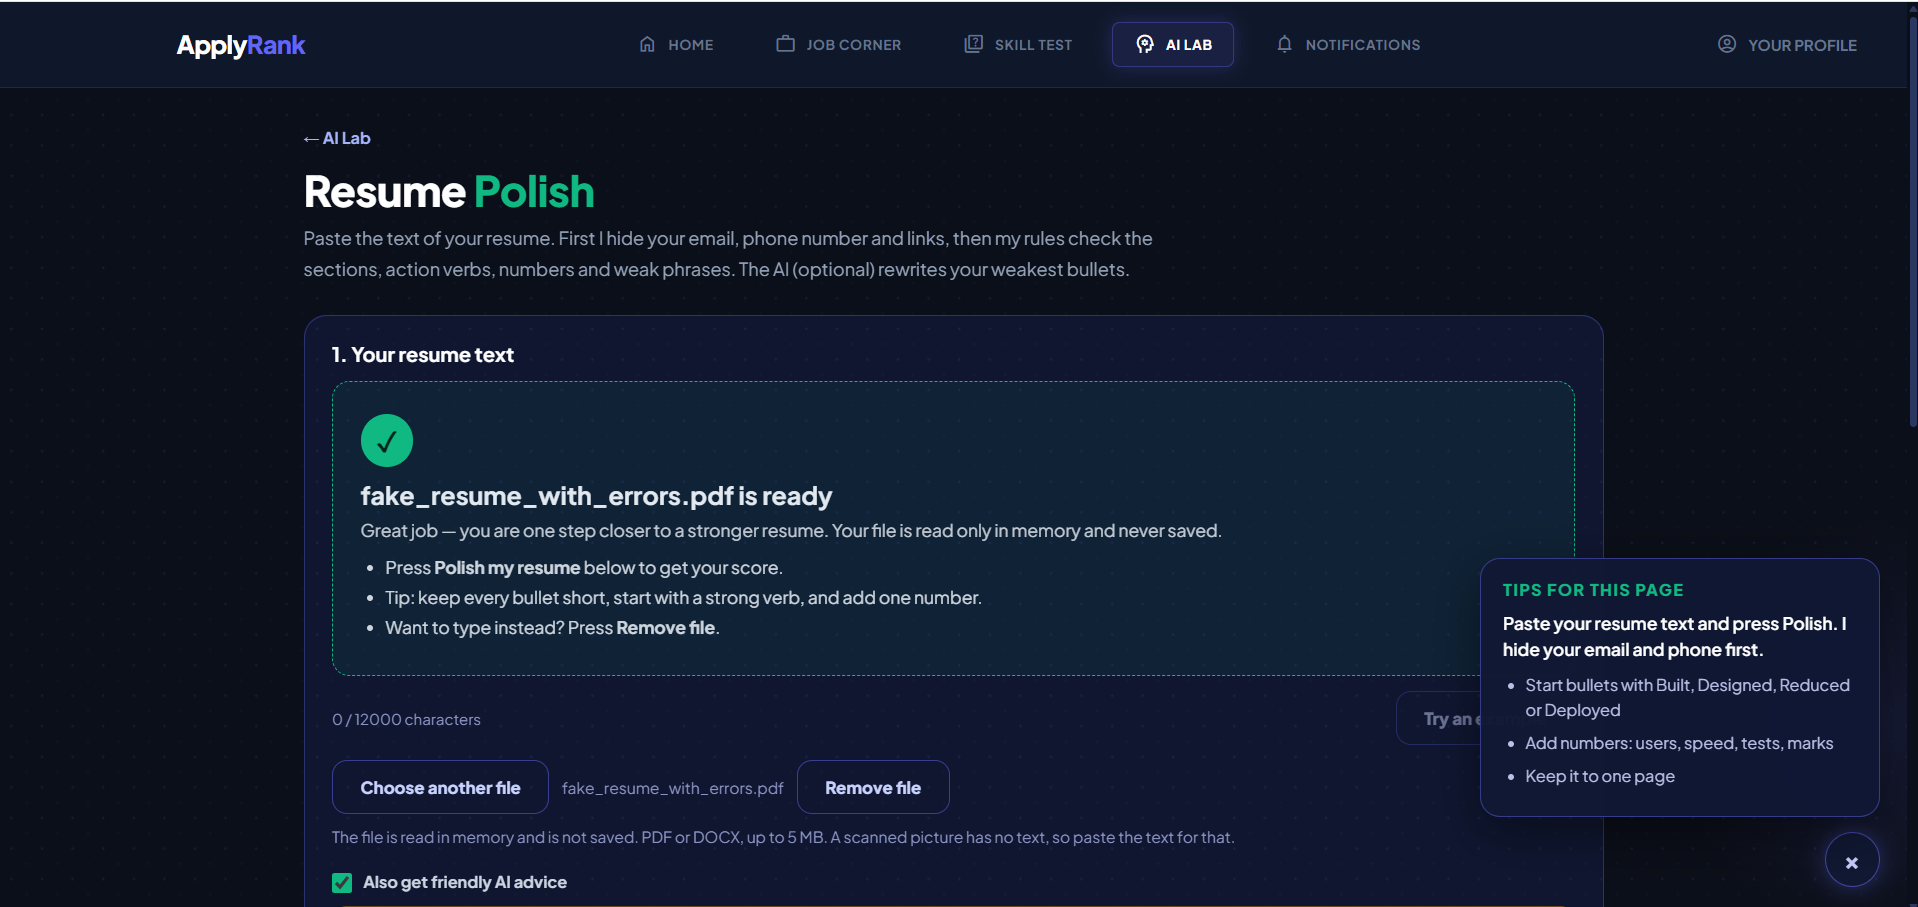 ApplyRank
HOME
JOB CORNER
SKILL TEST
AI LAB
NOTIFICATIONS
YOUR PROFILE
← AI Lab
Resume Polish
Paste the text of your resume. First I hide your email, phone number and links, then my rules check the
sections, action verbs, numbers and weak phrases. The AI (optional) rewrites your weakest bullets.
1. Your resume text
✓
fake_resume_with_errors.pdf is ready
Great job — you are one step closer to a stronger resume. Your file is read only in memory and never saved.
• Press Polish my resume below to get your score.
• Tip: keep every bullet short, start with a strong verb, and add one number.
• Want to type instead? Press Remove file.
0 / 12000 characters
Try an
Choose another file
fake_resume_with_errors.pdf
Remove file
The file is read in memory and is not saved. PDF or DOCX, up to 5 MB. A scanned picture has no text, so paste the text for that.
Also get friendly AI advice
TIPS FOR THIS PAGE
Paste your resume text and press Polish. I
hide your email and phone first.
• Start bullets with Built, Designed, Reduced
or Deployed
• Add numbers: users, speed, tests, marks
• Keep it to one page
×